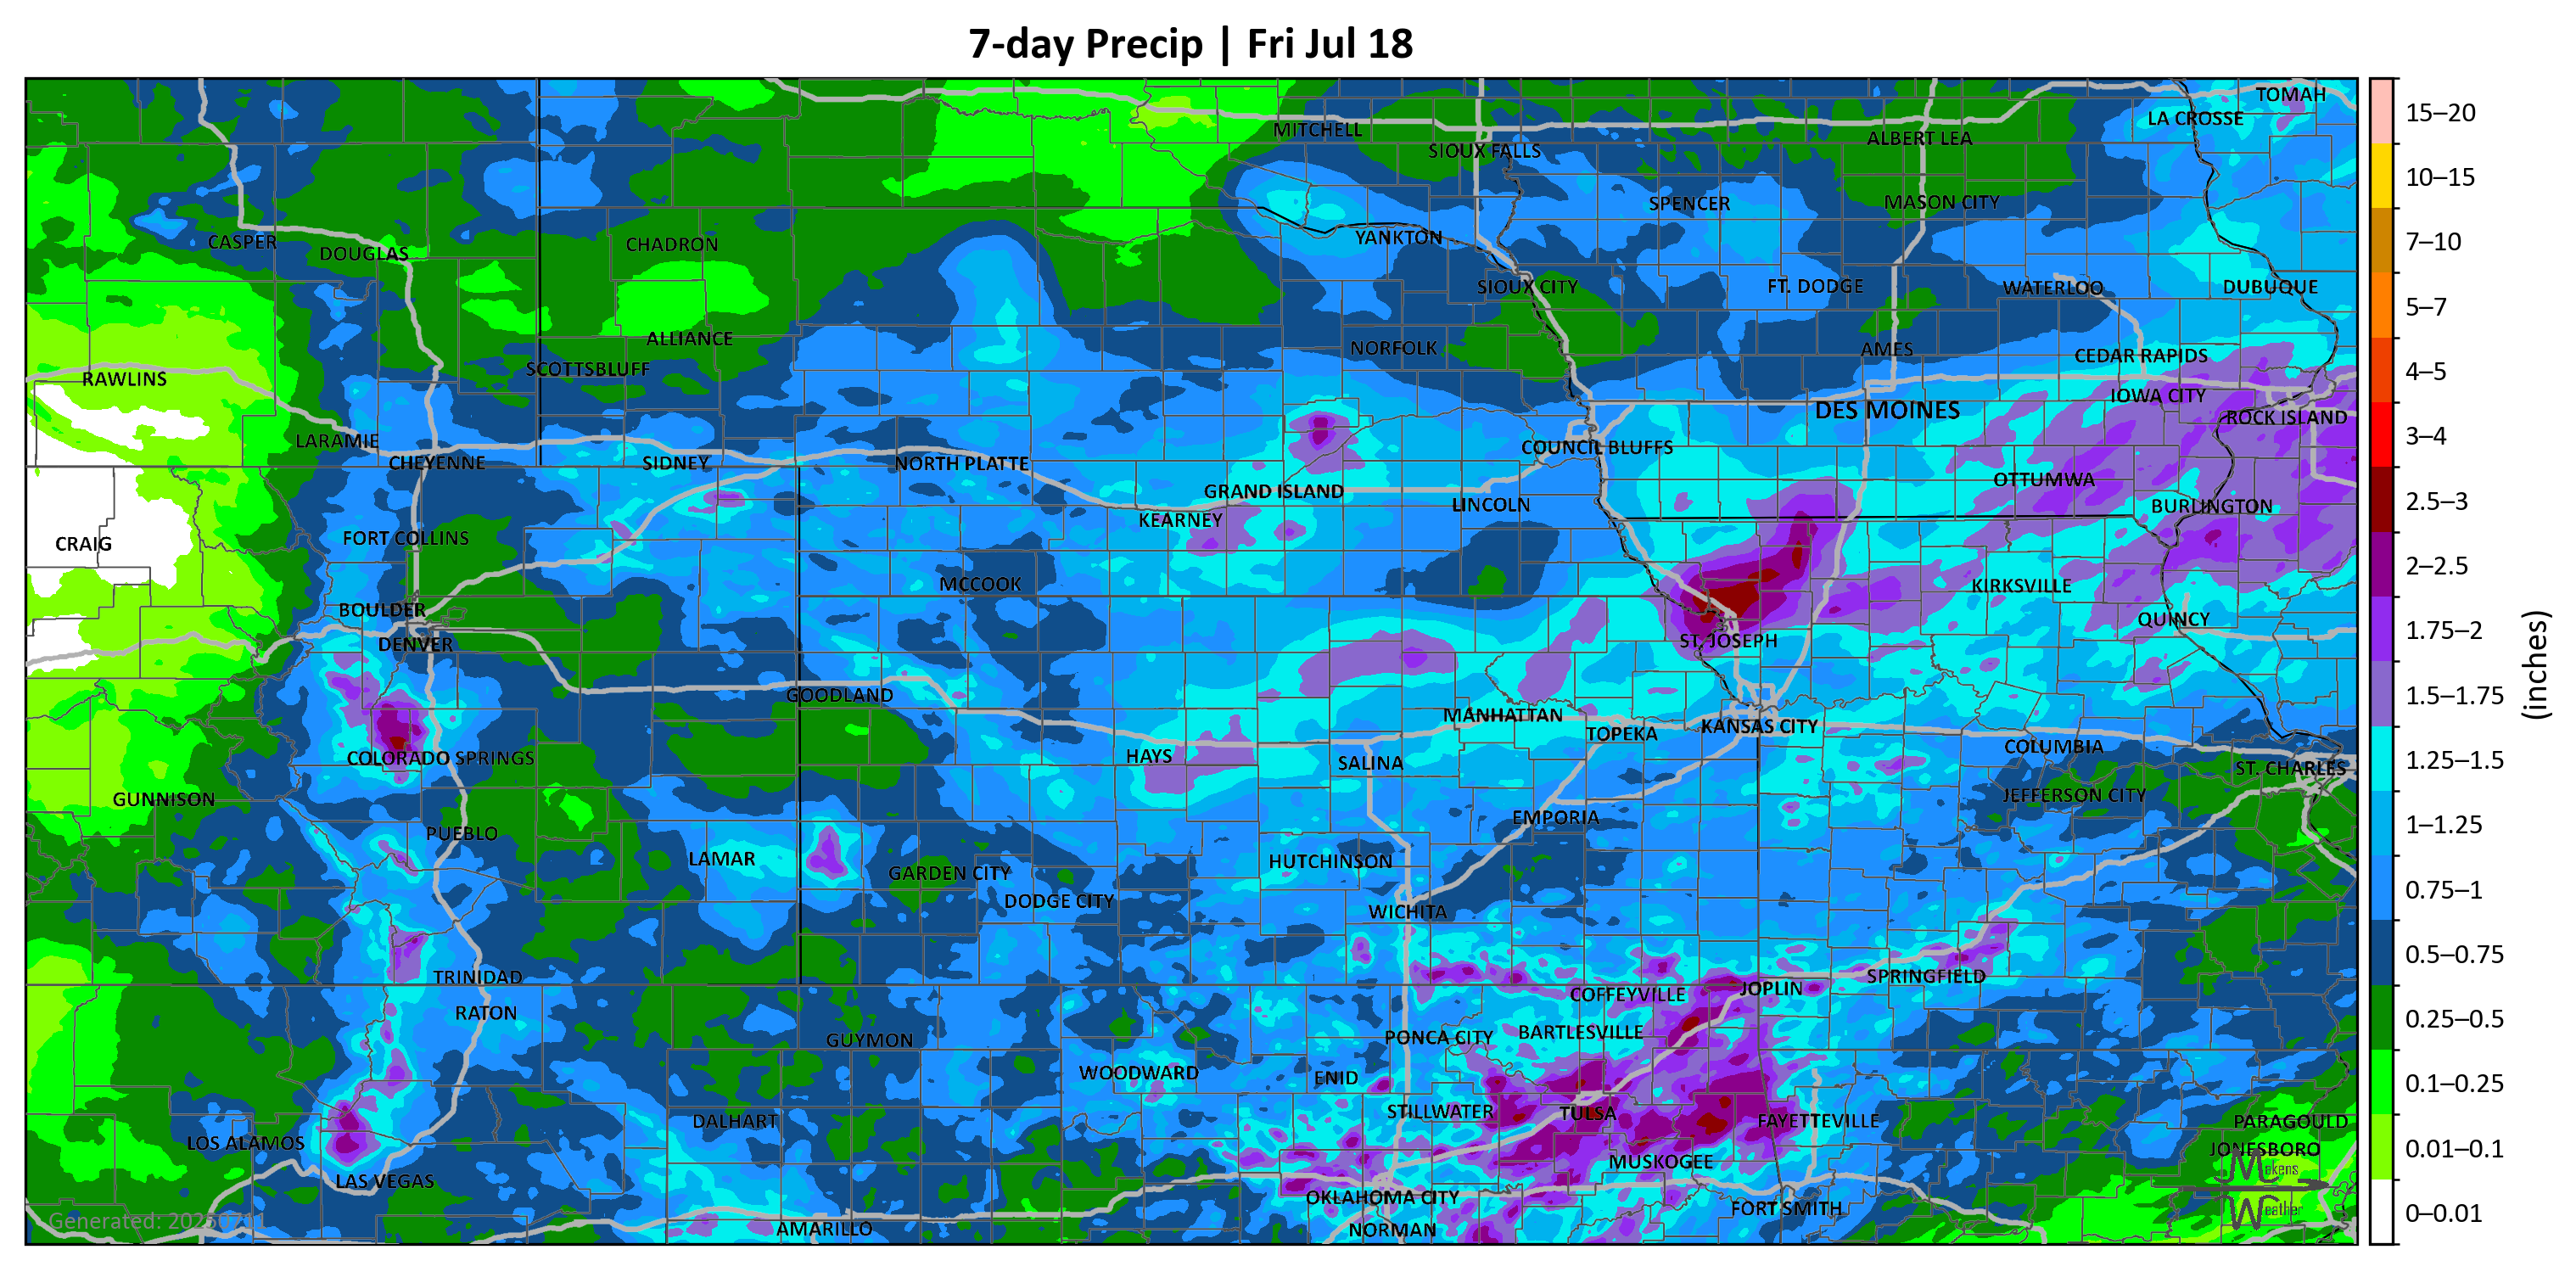 7-day Precip | Fri Jul 18
TOMAH
LA CROSSE
MITCHELL
ALBERT LEA
SIOUX FALLS
SPENCER
MASON CITY
YANKTON
CASPER
CHADRON
DOUGLAS
SIOUX CITY
FT. DODGE
WATERLOO
DUBUQUE
ALLIANCE
NORFOLK
AMES
CEDAR RAPIDS
SCOTTSBLUFF
RAWLINS
IOWA CITY
DES MOINES
ROCK ISLAND
LARAMIE
COUNCIL BLUFFS
CHEYENNE
SIDNEY
NORTH PLATTE
OTTUMWA
GRAND ISLAND
LINCOLN
BURLINGTON
KEARNEY
FORT COLLINS
CRAIG
MCCOOK
KIRKSVILLE
BOULDER
QUINCY
DENVER
ST. JOSEPH
GOODLAND
MANHATTAN
KANSAS CITY
TOPEKA
COLUMBIA
HAYS
COLORADO SPRINGS
SALINA
ST. CHARLES
GUNNISON
JEFFERSON CITY
EMPORIA
PUEBLO
LAMAR
HUTCHINSON
GARDEN CITY
DODGE CITY
WICHITA
TRINIDAD
SPRINGFIELD
COFFEYVILLE
JOPLIN
RATON
BARTLESVILLE
PONCA CITY
GUYMON
WOODWARD
ENID
STILLWATER
TULSA
DALHART
FAYETTEVILLE
PARAGOULD
LOS ALAMOS
JONESBORO
MUSKOGEE
LAS VEGAS
OKLAHOMA CITY
FORT SMITH
AMARILLO
NORMAN
Mekens
Weather
15–20
10–15
7–10
5–7
4–5
3–4
2.5–3
2–2.5
1.75–2
1.5–1.75
1.25–1.5
1–1.25
0.75–1
0.5–0.75
0.25–0.5
0.1–0.25
0.01–0.1
0–0.01
(inches)